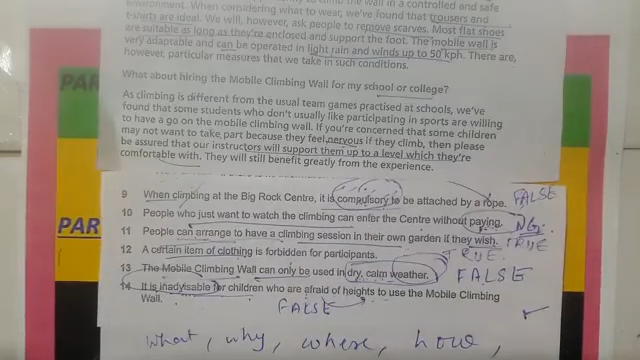 to climb the wall in a controlled and safe
environment. When considering what to wear, we've found that trousers and
t-shirts are ideal. We will, however, ask people to remove scarves. Most flat shoes
are suitable as long as they're enclosed and support the foot. The mobile wall is
very adaptable and can be operated in light rain and winds up to 50 kph. There are,
however, particular measures that we take in such conditions.
What about hiring the Mobile Climbing Wall for my school or college?
As climbing is different from the usual team games practised at schools, we've
found that some students who don't usually like participating in sports are willing
to have a go on the mobile climbing wall. If you're concerned that some children
may not want to take part because they feel nervous if they climb, then please
be assured that our instructors will support them up to a level which they're
comfortable with. They will still benefit greatly from the experience.
PAR
PAR
9 When climbing at the Big Rock Centre, it is compulsory to be attached by a rope. FALSE
10 People who just want to watch the climbing can enter the Centre without paying. NG.
11 People can arrange to have a climbing session in their own garden if they wish. TRUE
12 A certain item of clothing is forbidden for participants. TRUE.
13 The Mobile Climbing Wall can only be used in dry, calm weather. FALSE
14 It is inadvisable for children who are afraid of heights to use the Mobile Climbing
Wall. FALSE
what, why, where, how,